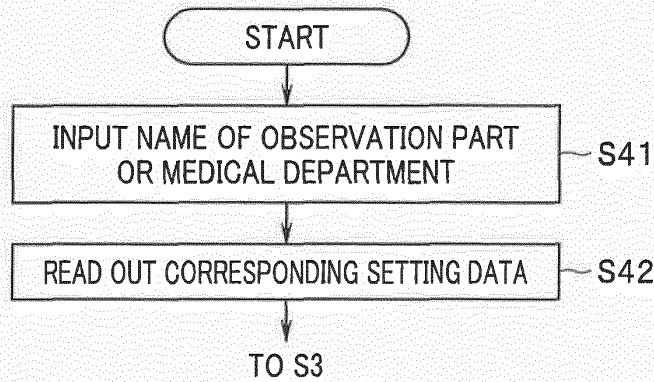 START
INPUT NAME OF OBSERVATION PART
OR MEDICAL DEPARTMENT
S41
READ OUT CORRESPONDING SETTING DATA
S42
TO S3